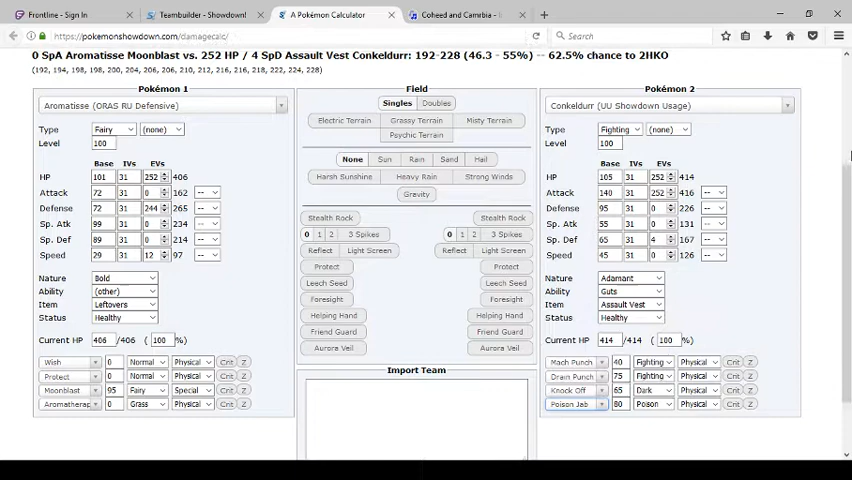 Frontline - Sign In
Teambuilder - Showdown!
A Pokémon Calculator
Coheed and Cambria -
https://pokemonshowdown.com/damagecalc/
0 SpA Aromatisse Moonblast vs. 252 HP / 4 SpD Assault Vest Conkeldurr: 192-228 (46.3 - 55%) -- 62.5% chance to 2HKO
(192, 194, 198, 198, 200, 204, 206, 206, 210, 212, 216, 216, 218, 222, 224, 228)
Pokémon 1
Aromatisse (ORAS RU Defensive)
Type Fairy (none)
Level 100
Base IVs EVs
HP 101 31 252 406
Attack 72 31 0 162 --
Defense 72 31 244 265 --
Sp. Atk 99 31 0 234 --
Sp. Def 89 31 0 214 --
Speed 29 31 12 97 --
Nature Bold
Ability (other)
Item Leftovers
Status Healthy
Current HP 406 /406 ( 100 %)
Wish 0 Normal Physical Crit Z
Protect 0 Normal Physical Crit Z
Moonblast 95 Fairy Special Crit Z
Aromatherap 0 Grass Physical Crit Z
Field
Singles Doubles
Electric Terrain Grassy Terrain Misty Terrain
Psychic Terrain
None Sun Rain Sand Hail
Harsh Sunshine Heavy Rain Strong Winds
Gravity
Stealth Rock Stealth Rock
0 1 2 3 Spikes 0 1 2 3 Spikes
Reflect Light Screen Reflect Light Screen
Protect Protect
Leech Seed Leech Seed
Foresight Foresight
Helping Hand Helping Hand
Friend Guard Friend Guard
Aurora Veil Aurora Veil
Import Team
Pokémon 2
Conkeldurr (UU Showdown Usage)
Type Fighting (none)
Level 100
Base IVs EVs
HP 105 31 252 414
Attack 140 31 252 416 --
Defense 95 31 0 226 --
Sp. Atk 55 31 0 131 --
Sp. Def 65 31 4 167 --
Speed 45 31 0 126 --
Nature Adamant
Ability Guts
Item Assault Vest
Status Healthy
Current HP 414 /414 ( 100 %)
Mach Punch 40 Fighting Physical Crit Z
Drain Punch 75 Fighting Physical Crit Z
Knock Off 65 Dark Physical Crit Z
Poison Jab 80 Poison Physical Crit Z